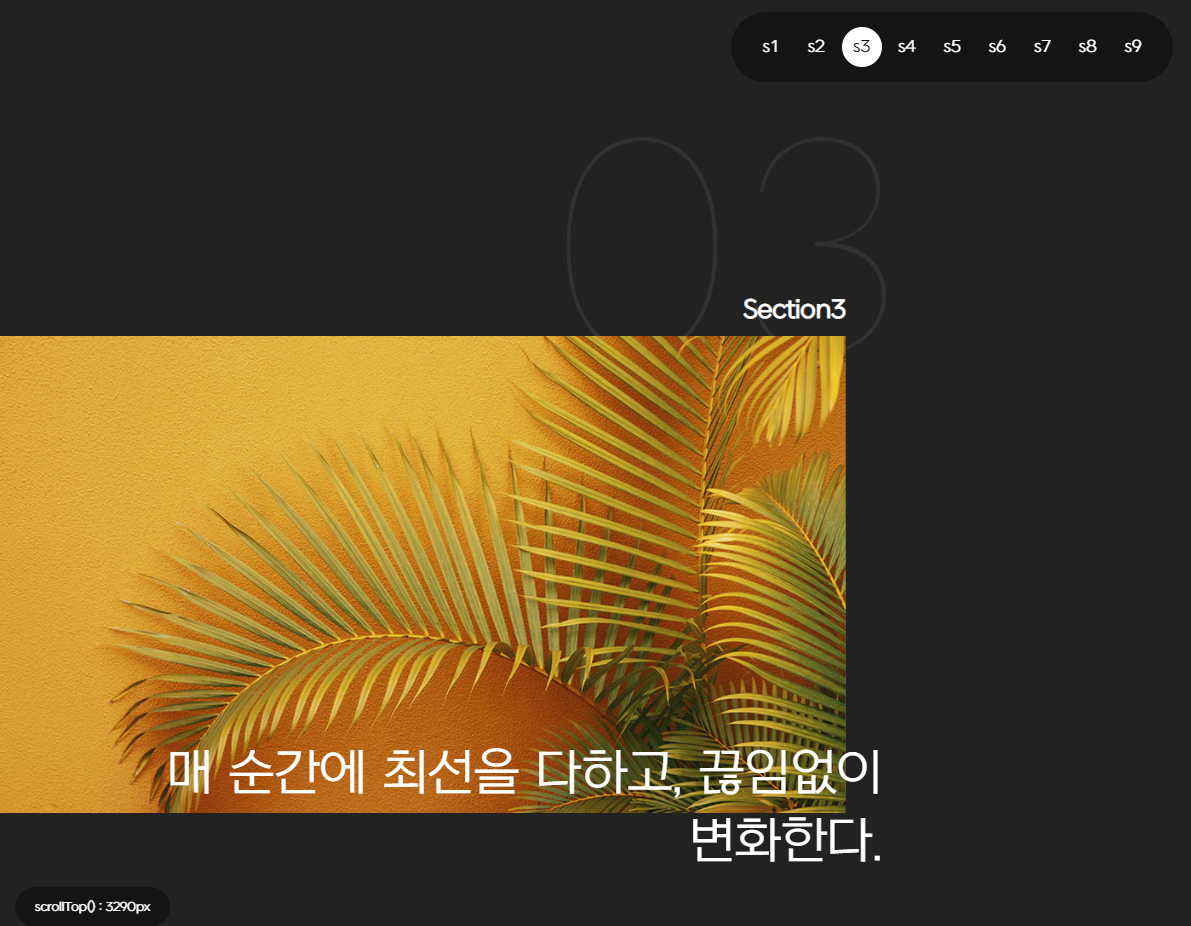 s1 s2 s3 s4 s5 s6 s7 s8 s9
03
Section3
매 순간에 최선을 다하고, 끊임없이
변화한다.
scrollTop() : 3290px